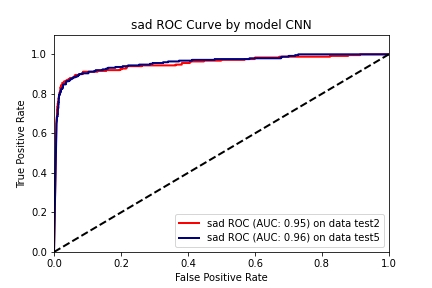 sad ROC Curve by model CNN
True Positive Rate
1.0
0.8
0.6
0.4
0.2
0.0
sad ROC (AUC: 0.95) on data test2
sad ROC (AUC: 0.96) on data test5
0.0 0.2 0.4 0.6 0.8 1.0
False Positive Rate